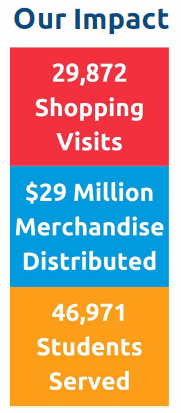 Our Impact
29,872
Shopping
Visits
$29 Million
Merchandise
Distributed
46,971
Students
Served